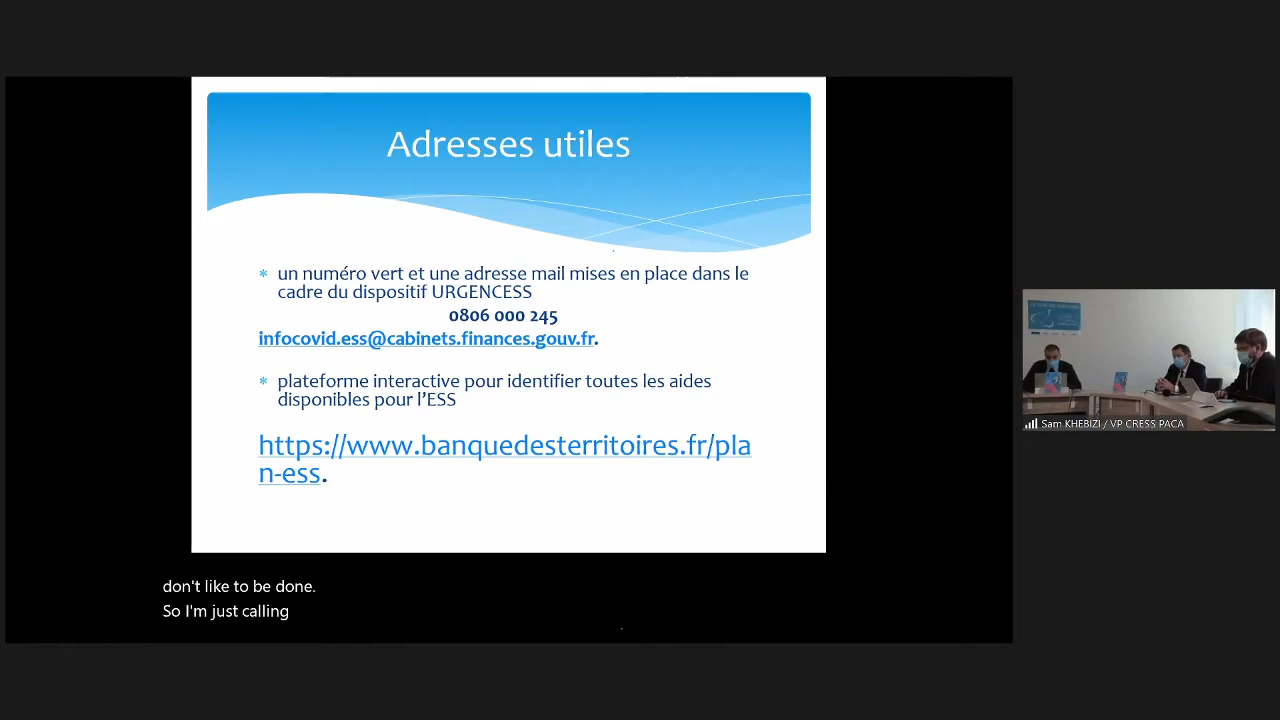 Adresses utiles
* un numéro vert et une adresse mail mises en place dans le
cadre du dispositif URGENCESS
0806 000 245
infocovid.ess@cabinets.finances.gouv.fr.
* plateforme interactive pour identifier toutes les aides
disponibles pour l'ESS
https://www.banquedesterritoires.fr/pla
n-ess.
Sam KHEBIZI / VP CRESS PACA
don't like to be done.
So I'm just calling